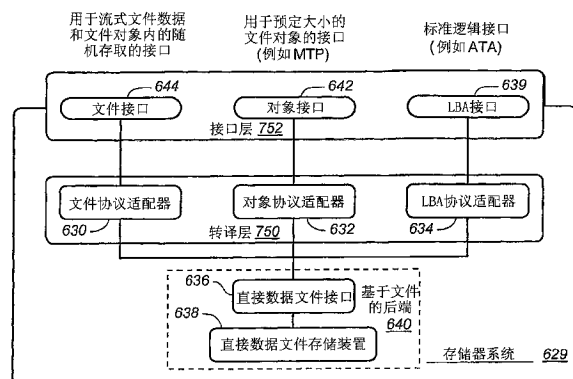 用于流式文件数据
和文件对象内的随
机存取的接口
用于预定大小的
文件对象的接口
(例如MTP)
标准逻辑接口
(例如ATA)
644
642
639
文件接口
对象接口
LBA接口
接口层 752
文件协议适配器
对象协议适配器
LBA协议适配器
630
632
634
转译层 750
636
直接数据文件接口
基于文件
的后端
640
638
直接数据文件存储装置
存储器系统 629